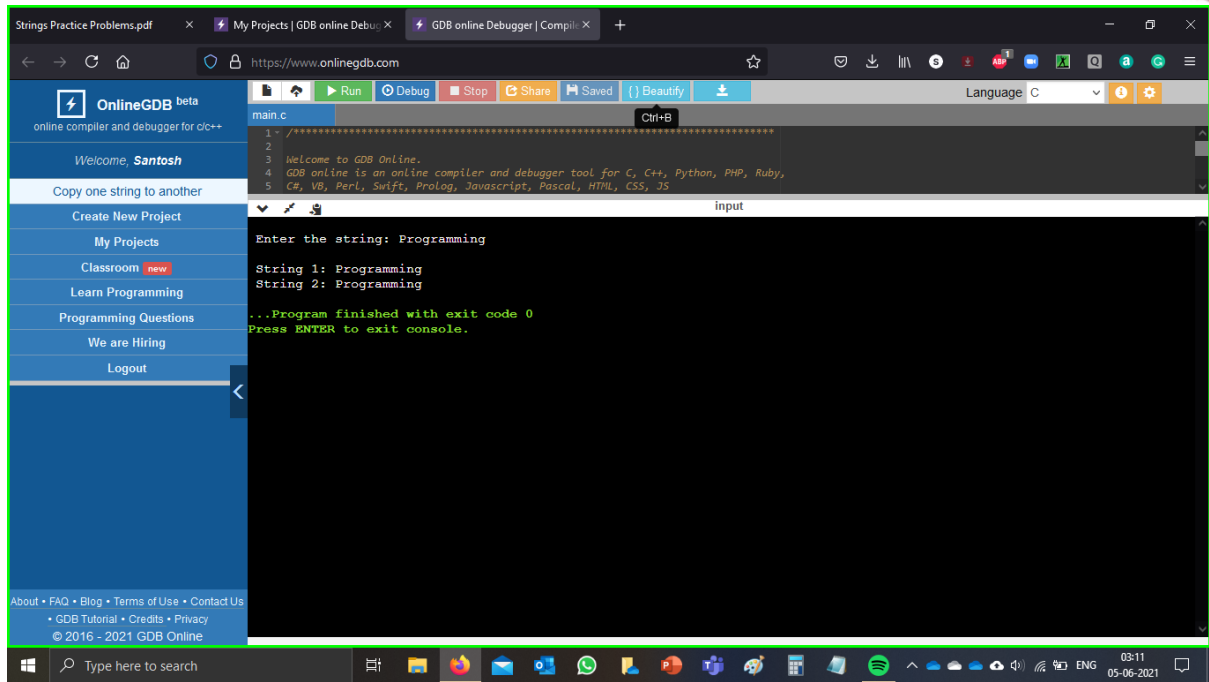 Strings Practice Problems.pdf
My Projects | GDB online Debug
GDB online Debugger | Compile
https://www.onlinegdb.com
ABP
1
OnlineGDB beta
online compiler and debugger for c/c++
Welcome, Santosh
Copy one string to another
Create New Project
My Projects
Classroom new
Learn Programming
Programming Questions
We are Hiring
Logout
About • FAQ • Blog • Terms of Use • Contact Us
• GDB Tutorial • Credits • Privacy
© 2016 - 2021 GDB Online
Run Debug Stop Share Saved { } Beautify
Language C
main.c
Ctrl+B
1 /******************************************************************************
2
3 Welcome to GDB Online.
4 GDB online is an online compiler and debugger tool for C, C++, Python, PHP, Ruby,
5 C#, VB, Perl, Swift, Prolog, Javascript, Pascal, HTML, CSS, JS
input
Enter the string: Programming
String 1: Programming
String 2: Programming
...Program finished with exit code 0
Press ENTER to exit console.
Type here to search
ENG
03:11
05-06-2021